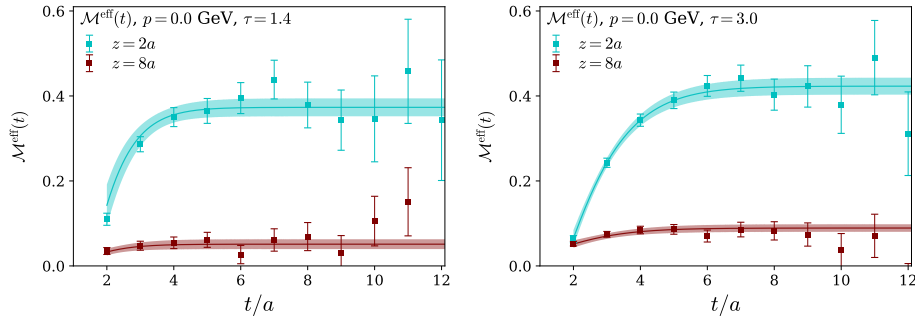 ℳ^eff(t), p = 0.0 GeV, τ = 1.4
z = 2a
z = 8a
ℳ^eff(t)
0.6
0.4
0.2
0.0
2 4 6 8 10 12
t/a
ℳ^eff(t), p = 0.0 GeV, τ = 3.0
z = 2a
z = 8a
ℳ^eff(t)
0.6
0.4
0.2
0.0
2 4 6 8 10 12
t/a